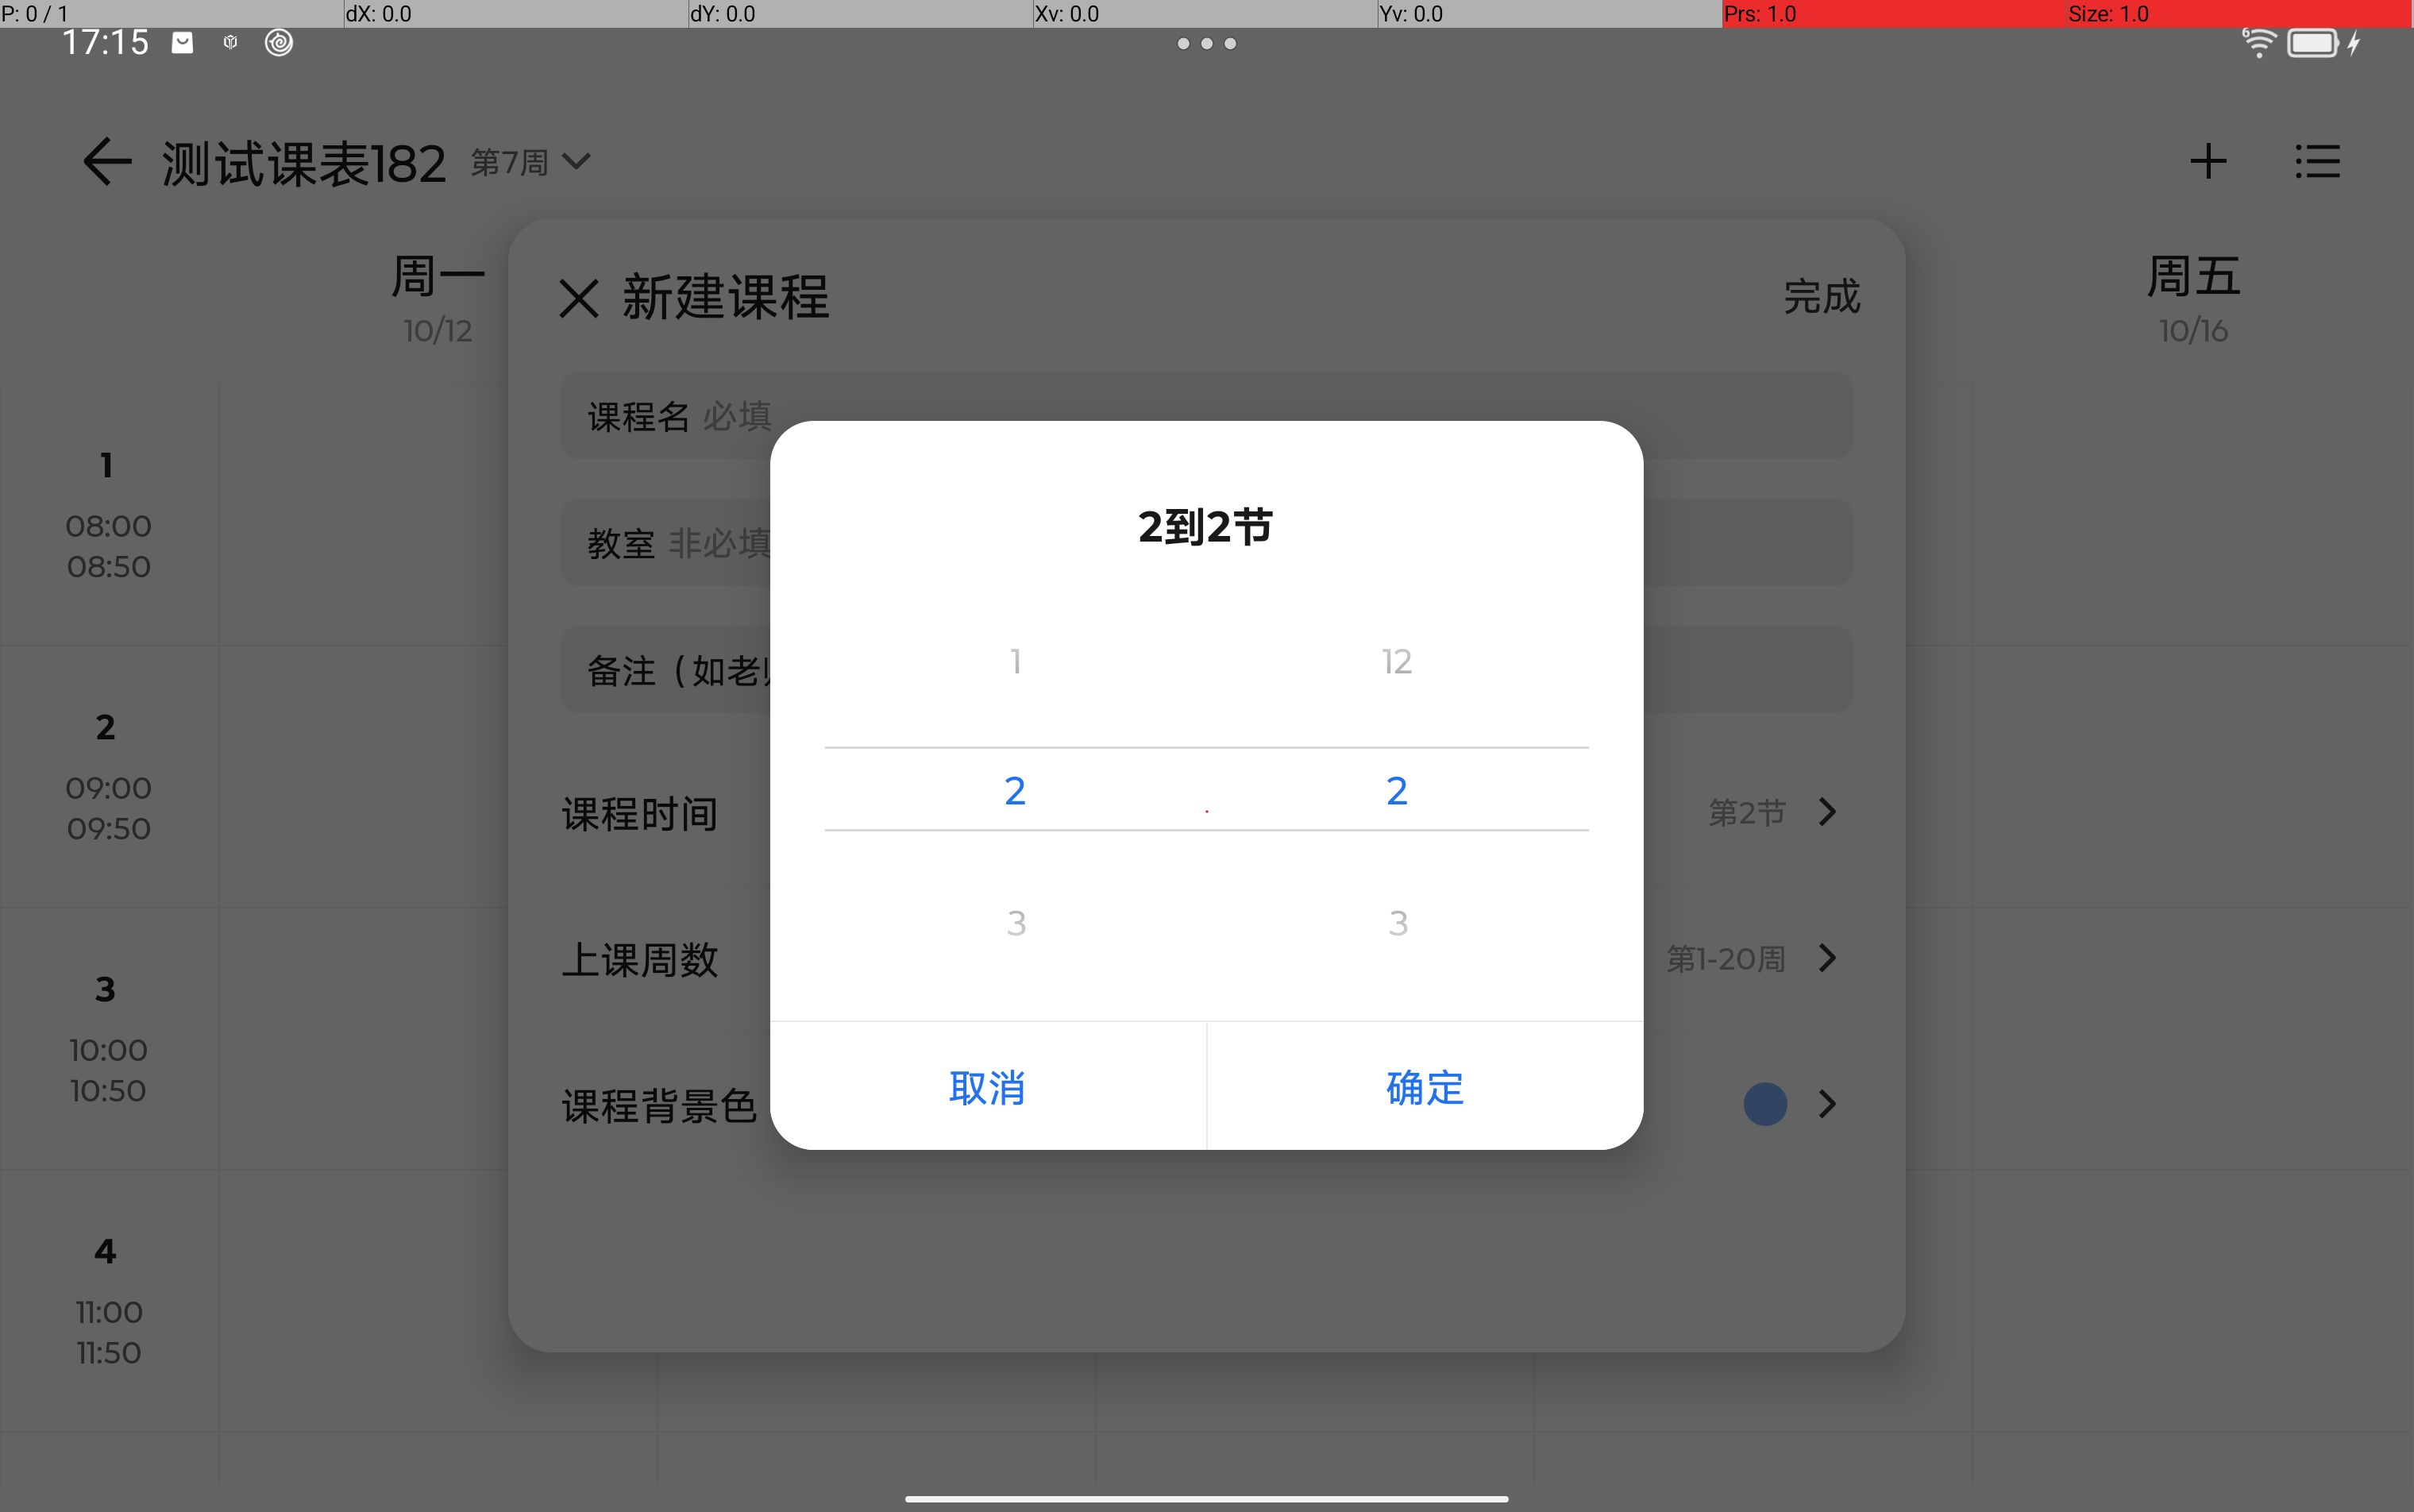 P: 0 / 1 dX: 0.0 dY: 0.0 Xv: 0.0 Yv: 0.0 Prs: 1.0 Size: 1.0
17:15 6
测试课表182 第7周
周一 周五
10/12 10/16
新建课程 完成
课程名 必填
教室 非必填
备注（如老
课程时间 第2节
上课周数 第1-20周
课程背景色
1
08:00
08:50
2
09:00
09:50
3
10:00
10:50
4
11:00
11:50
2到2节
1 12
2 2
3 3
取消 确定